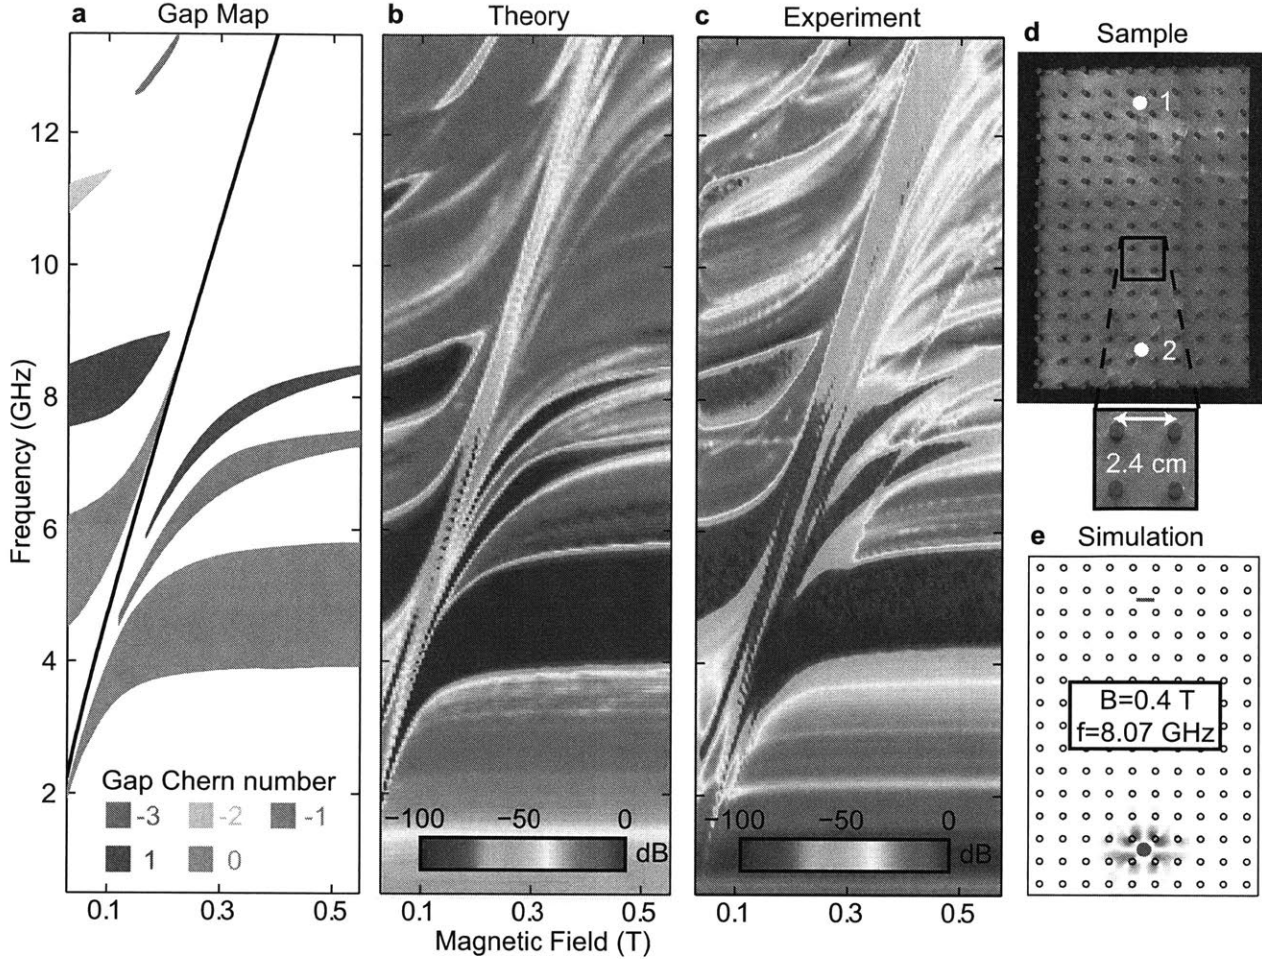 a Gap Map
Frequency (GHz)
12
10
8
6
4
2
Gap Chern number
-3 -2 -1
1 0
0.1 0.3 0.5
b Theory
−100 −50 0
dB
0.1 0.3 0.5
Magnetic Field (T)
c Experiment
−100 −50 0
dB
0.1 0.3 0.5
d Sample
1
2
2.4 cm
e Simulation
B=0.4 T
f=8.07 GHz